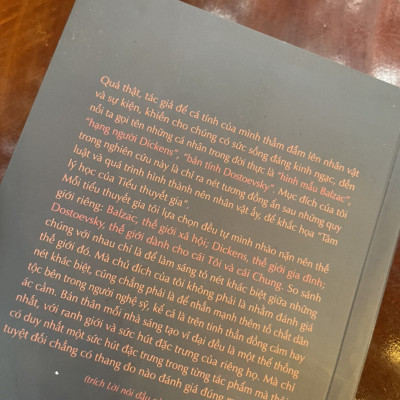 Quả thật, tác giả để cá tính của mình thẫm đẫm lên nhân vật
và sự kiện, khiến cho chúng có sức sống đáng kinh ngạc, đến
nỗi ta gọi tên những cá nhân trong đời thực là "hình mẫu Balzac",
"hạng người Dickens", "bản tính Dostoevsky". Mục đích của tôi
trong nghiên cứu này là chỉ ra nét tương đồng ẩn sau những quy
luật và quá trình hình thành nên nhân vật ấy, để khắc họa "Tâm
lý học của Tiểu thuyết gia".
Mỗi tiểu thuyết gia tôi lựa chọn đều tự mình nhào nặn nên thế
giới riêng: Balzac, thế giới xã hội; Dickens, thế giới gia đình;
Dostoevsky, thế giới dành cho cái Tôi và cái Chung. So sánh
chúng với nhau chỉ là để làm sáng tỏ nét khác biệt giữa những
thế giới đó. Mà chủ đích của tôi không phải là nhằm đánh giá
nét khác biệt, cũng chẳng phải là để nhấn mạnh thêm tố chất dân
tộc bên trong người nghệ sỹ, kể cả là trên tinh thần đồng cảm hay
ác cảm. Bản thân mỗi nhà sáng tạo vĩ đại đều là một thể thống
nhất, với ranh giới và sức hút đặc trưng của riêng họ. Mà chỉ
có duy nhất một sức hút đặc trưng trong từng tác phẩm mà thôi
tuyệt đối chẳng có thang đo nào đánh giá đúng
(trích Lời nói đầu